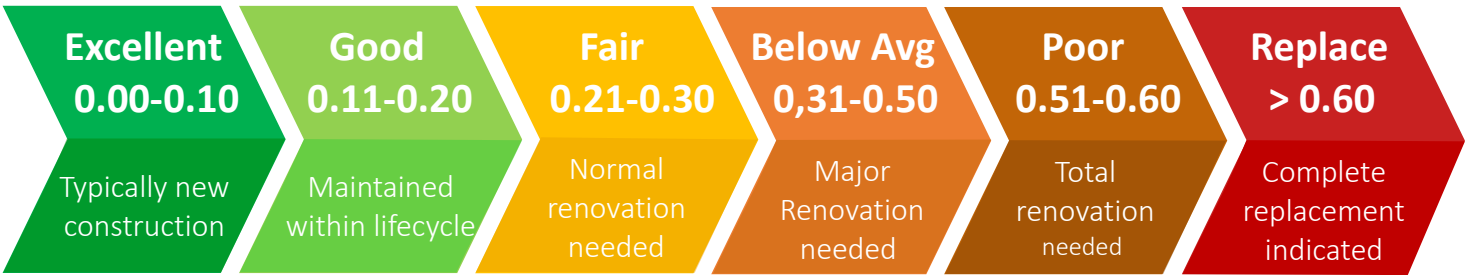 Excellent
0.00-0.10
Typically new
construction
Good
0.11-0.20
Maintained
within lifecycle
Fair
0.21-0.30
Normal
renovation
needed
Below Avg
0,31-0.50
Major
Renovation
needed
Poor
0.51-0.60
Total
renovation
needed
Replace
> 0.60
Complete
replacement
indicated